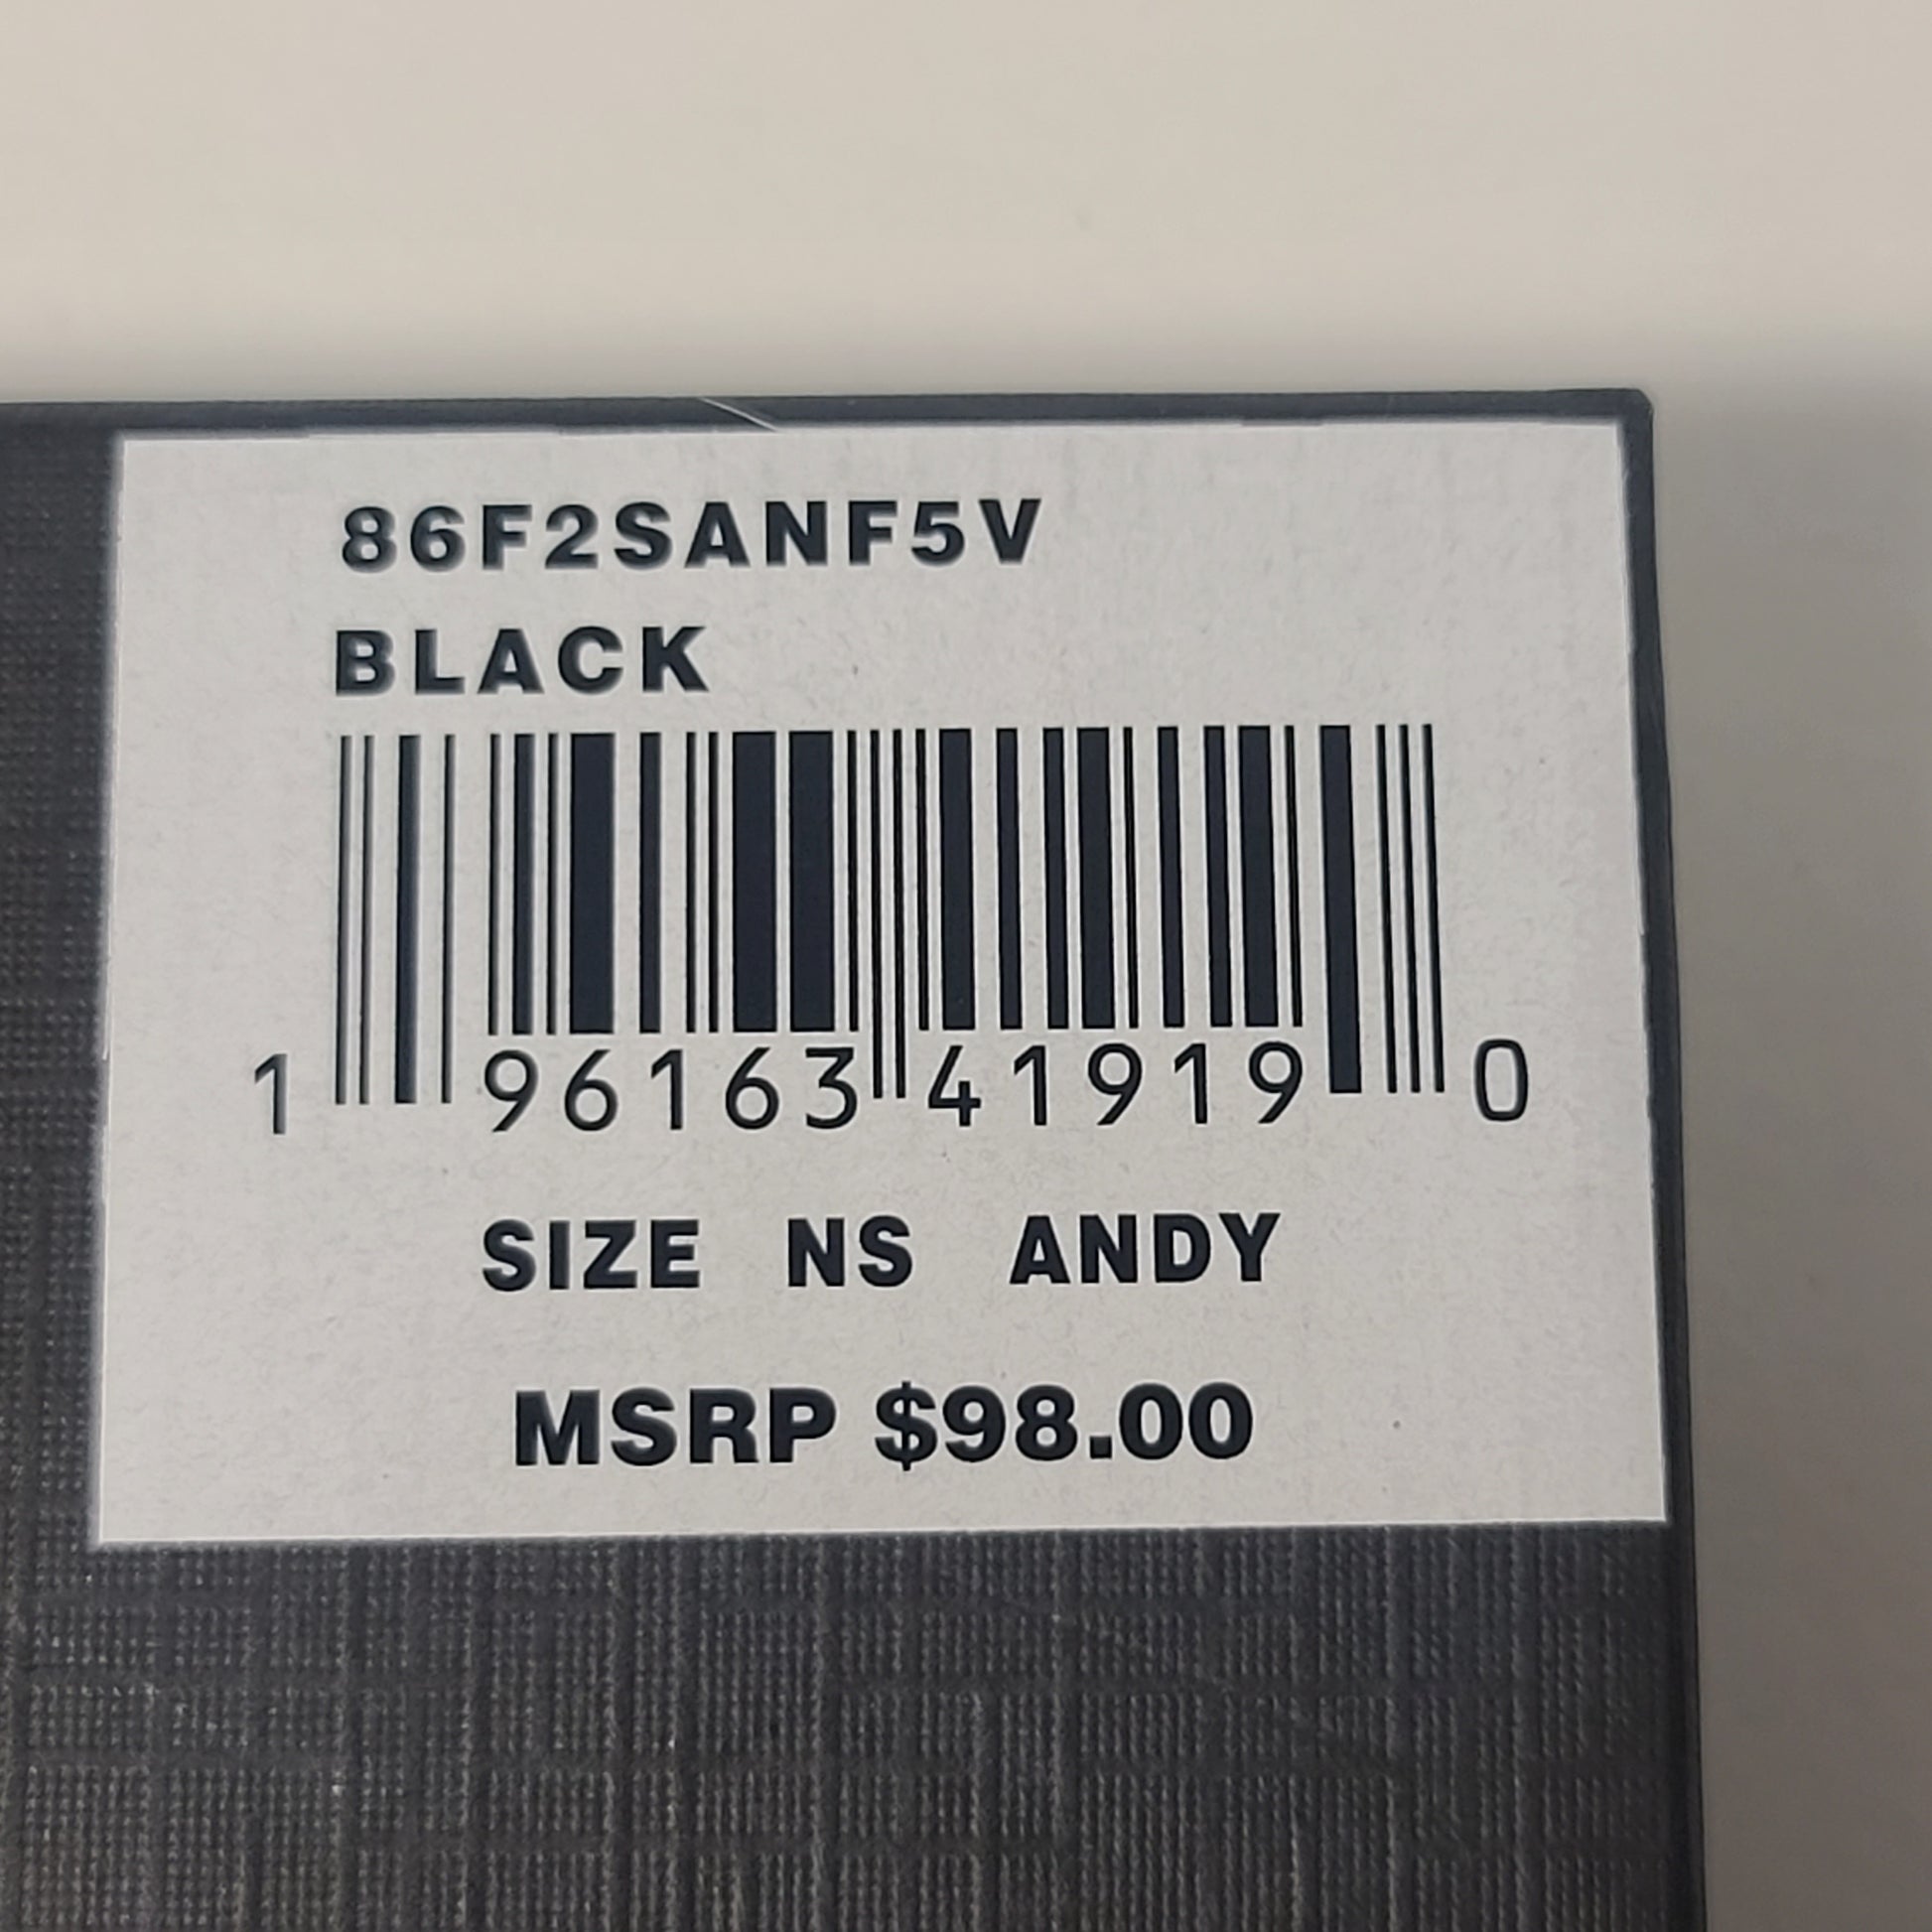 86F2SANF5V
BLACK
1 96163 41919 0
SIZE NS ANDY
MSRP $98.00